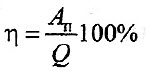 η = Aп/Q 100%